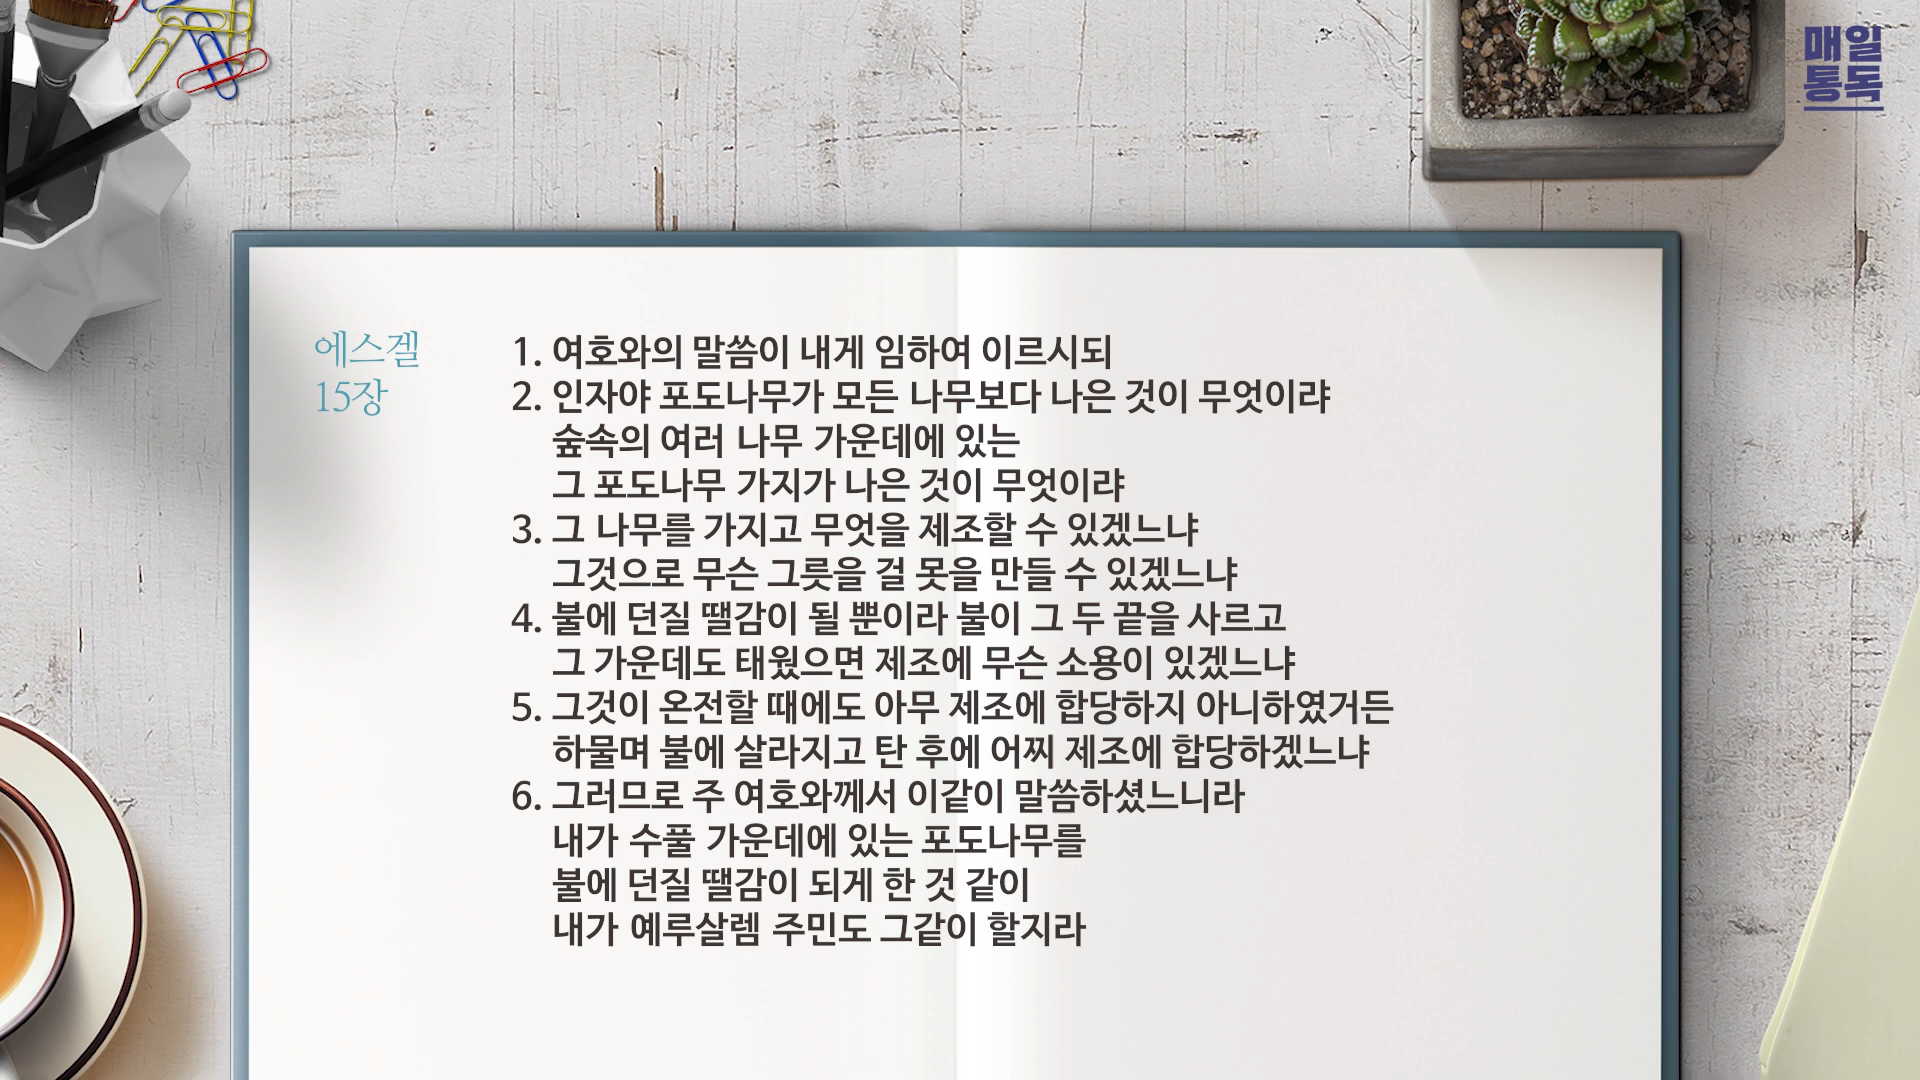 매일
통독
에스겔
15장
1. 여호와의 말씀이 내게 임하여 이르시되
2. 인자야 포도나무가 모든 나무보다 나은 것이 무엇이랴
숲속의 여러 나무 가운데에 있는
그 포도나무 가지가 나은 것이 무엇이랴
3. 그 나무를 가지고 무엇을 제조할 수 있겠느냐
그것으로 무슨 그릇을 걸 못을 만들 수 있겠느냐
4. 불에 던질 땔감이 될 뿐이라 불이 그 두 끝을 사르고
그 가운데도 태웠으면 제조에 무슨 소용이 있겠느냐
5. 그것이 온전할 때에도 아무 제조에 합당하지 아니하였거든
하물며 불에 살라지고 탄 후에 어찌 제조에 합당하겠느냐
6. 그러므로 주 여호와께서 이같이 말씀하셨느니라
내가 수풀 가운데에 있는 포도나무를
불에 던질 땔감이 되게 한 것 같이
내가 예루살렘 주민도 그같이 할지라